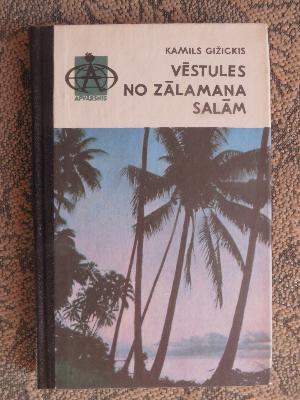 KAMILS GIŽICKIS
VĒSTULES
NO ZĀLAMANA
SALĀM
APVĀRSNIS